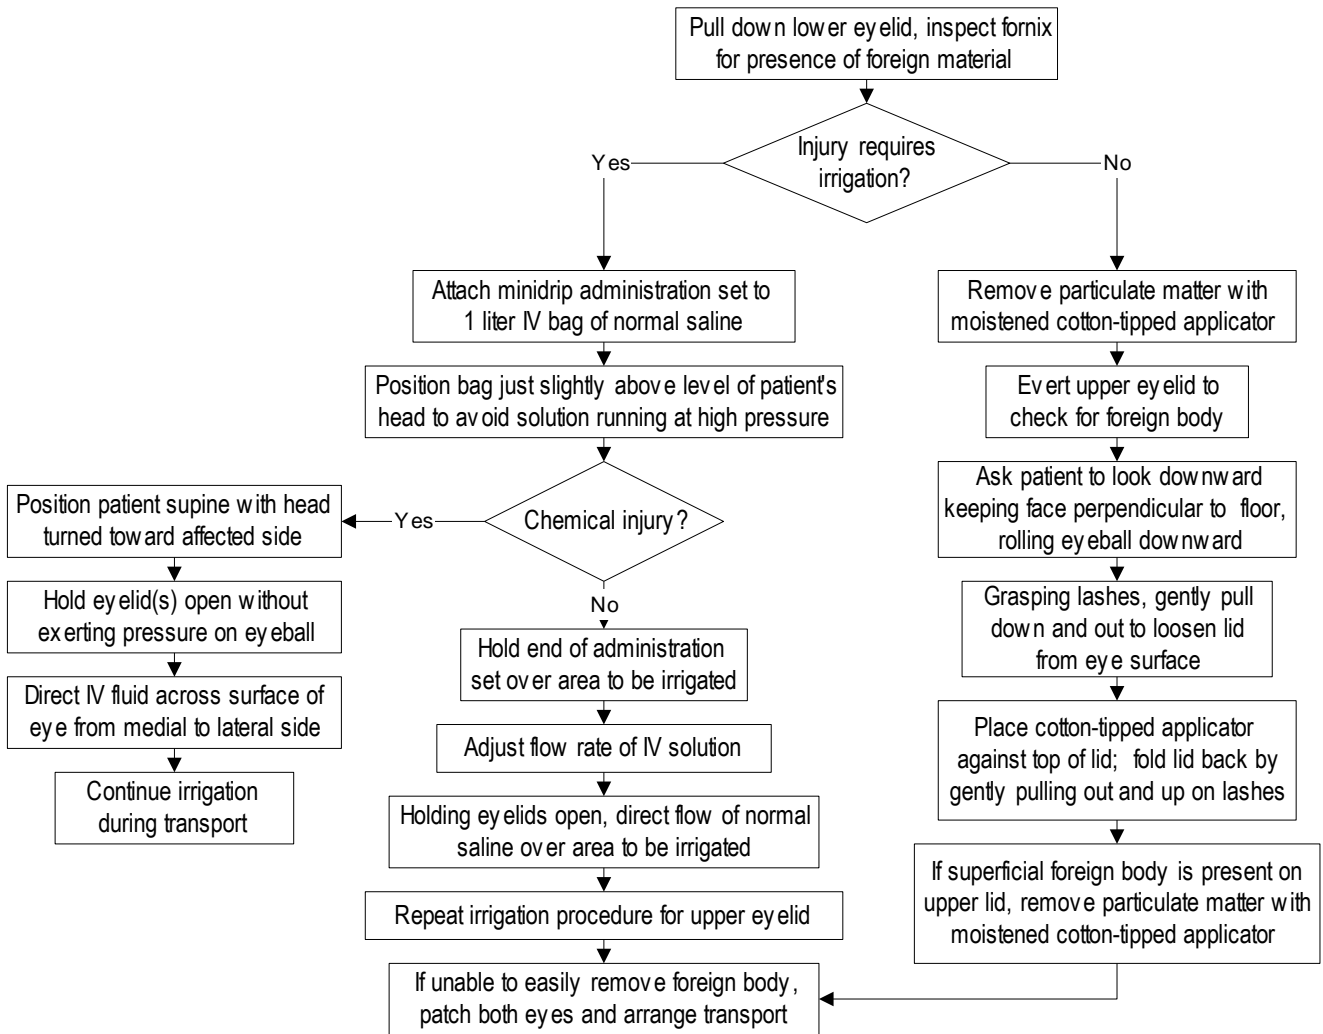 Pull down lower eyelid, inspect fornix
for presence of foreign material
Injury requires
irrigation?
Yes
No
Attach minidrip administration set to
1 liter IV bag of normal saline
Position bag just slightly above level of patient's
head to avoid solution running at high pressure
Chemical injury?
Yes
Position patient supine with head
turned toward affected side
Hold eyelid(s) open without
exerting pressure on eyeball
Direct IV fluid across surface of
eye from medial to lateral side
Continue irrigation
during transport
No
Hold end of administration
set over area to be irrigated
Adjust flow rate of IV solution
Holding eyelids open, direct flow of normal
saline over area to be irrigated
Repeat irrigation procedure for upper eyelid
Remove particulate matter with
moistened cotton-tipped applicator
Evert upper eyelid to
check for foreign body
Ask patient to look downward
keeping face perpendicular to floor,
rolling eyeball downward
Grasping lashes, gently pull
down and out to loosen lid
from eye surface
Place cotton-tipped applicator
against top of lid; fold lid back by
gently pulling out and up on lashes
If superficial foreign body is present on
upper lid, remove particulate matter with
moistened cotton-tipped applicator
If unable to easily remove foreign body,
patch both eyes and arrange transport